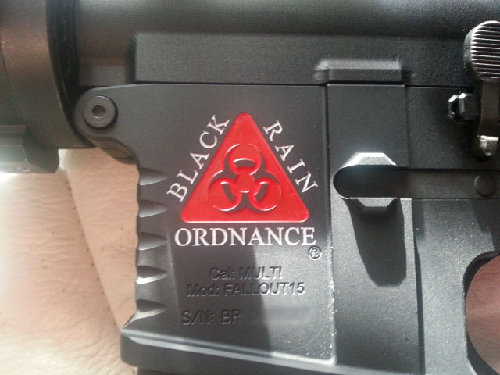 BLACK RAIN
ORDNANCE
®
Cal: MULTI
Mod: FALLOUT15
S/N: BR